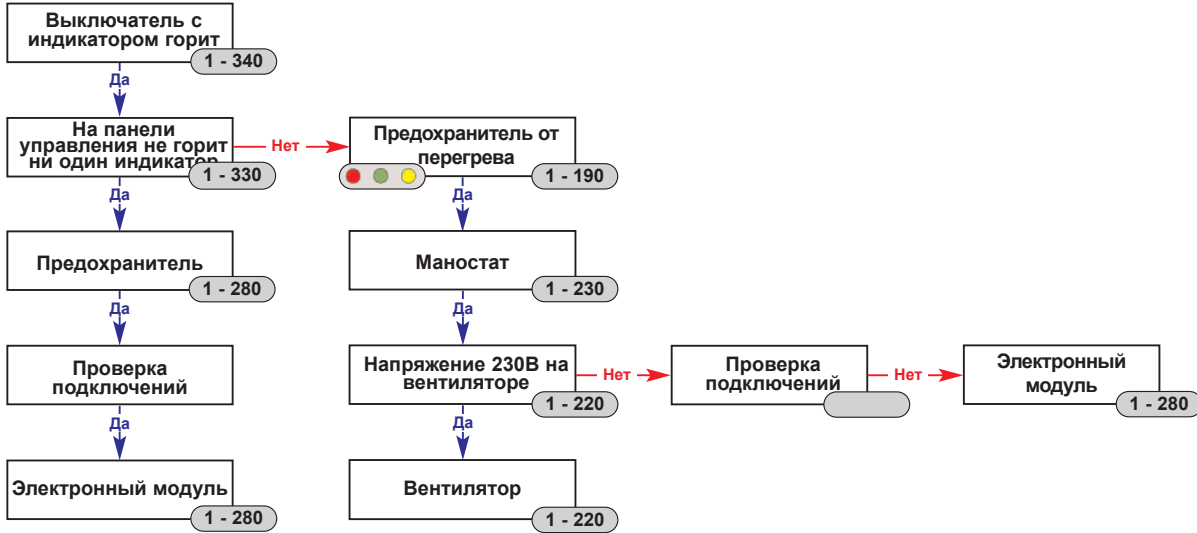 Выключатель с
индикатором горит
1 - 340
Да
На панели
управления не горит
ни один индикатор
1 - 330
Нет
Предохранитель от
перегрева
1 - 190
Да
Да
Предохранитель
1 - 280
Маностат
1 - 230
Да
Да
Проверка
подключений
Напряжение 230В на
вентиляторе
1 - 220
Нет
Проверка
подключений
Нет
Электронный
модуль
1 - 280
Да
Да
Электронный модуль
1 - 280
Вентилятор
1 - 220